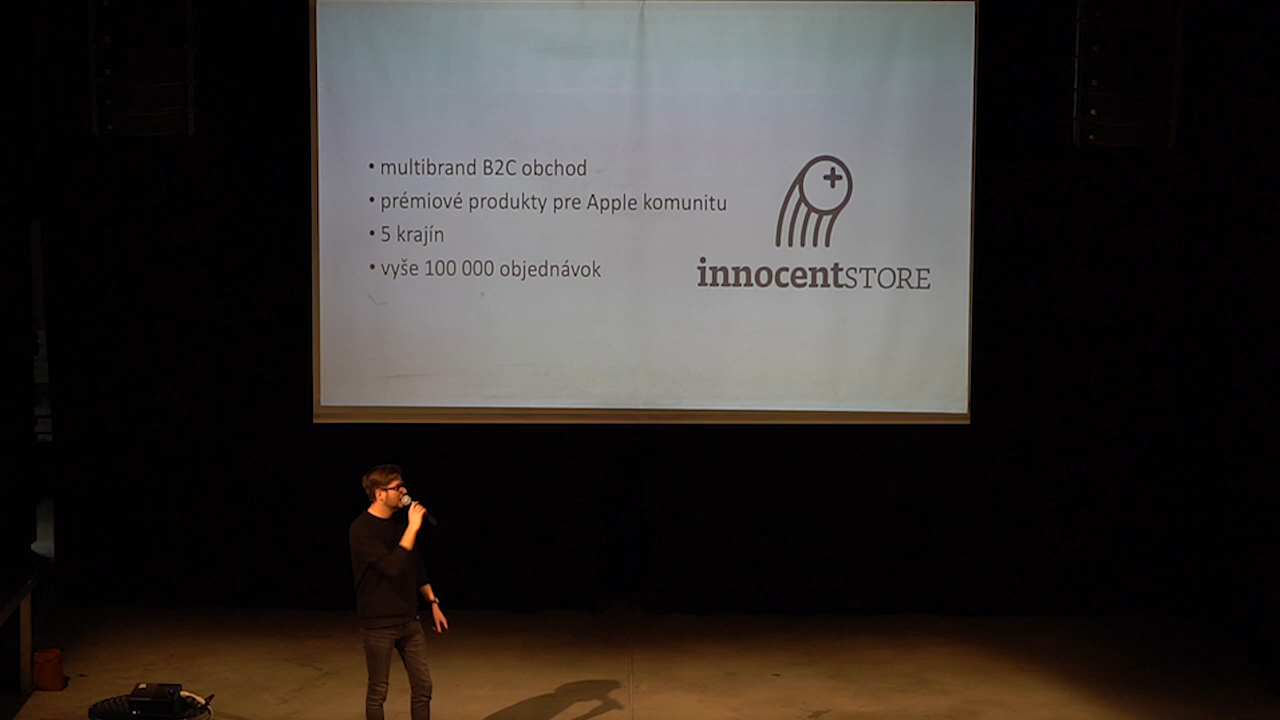 • multibrand B2C obchod
• prémiové produkty pre Apple komunitu
• 5 krajín
• vyše 100 000 objednávok
innocentSTORE